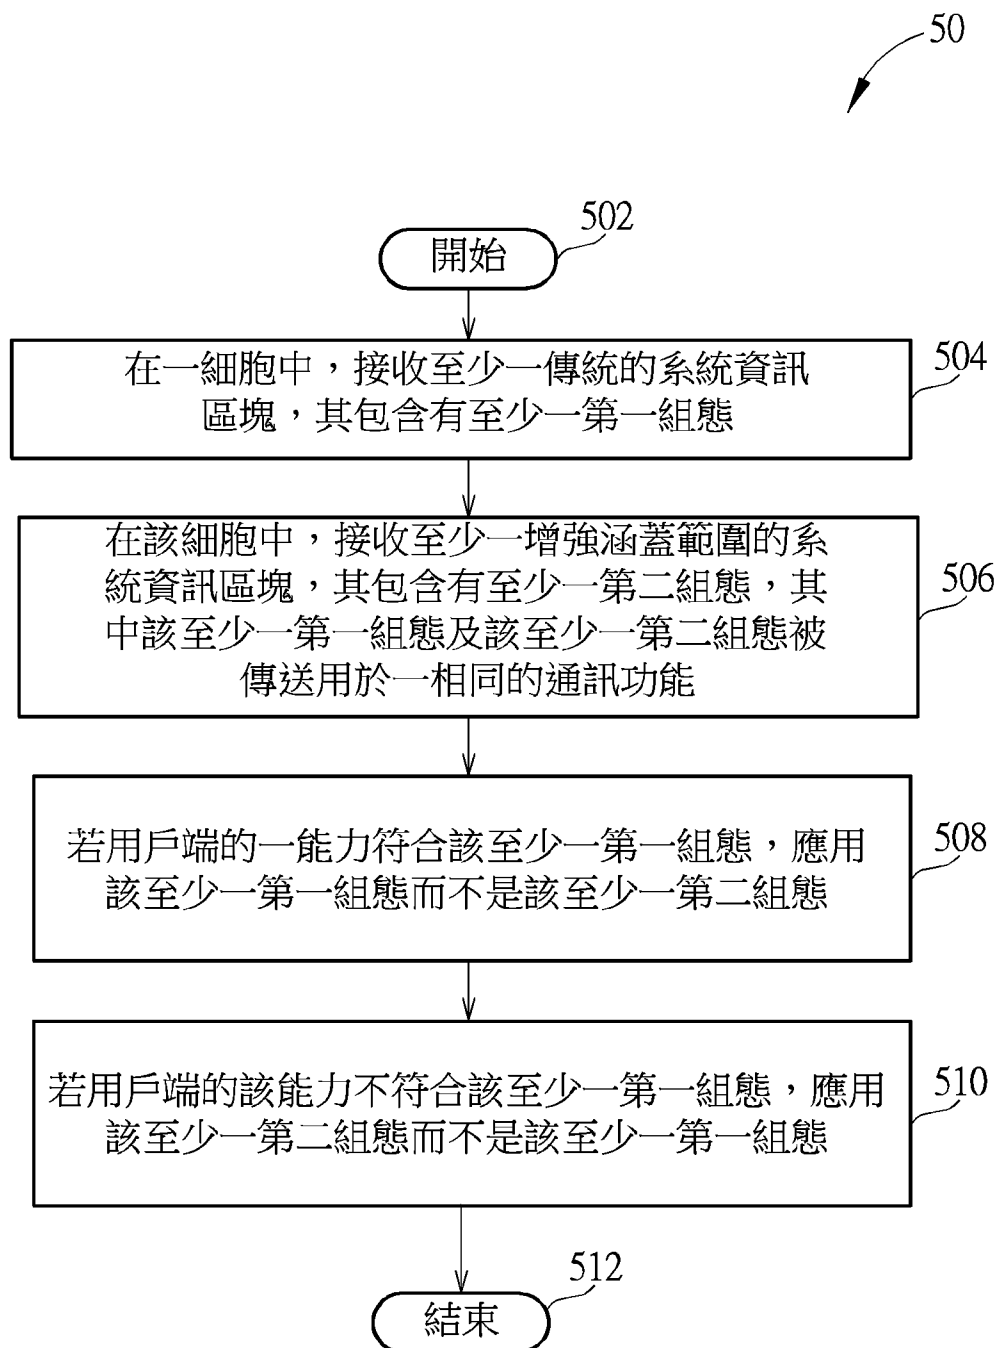 50
502
開始
504
在一細胞中，接收至少一傳統的系統資訊
區塊，其包含有至少一第一組態
506
在該細胞中，接收至少一增強涵蓋範圍的系
統資訊區塊，其包含有至少一第二組態，其
中該至少一第一組態及該至少一第二組態被
傳送用於一相同的通訊功能
508
若用戶端的一能力符合該至少一第一組態，應用
該至少一第一組態而不是該至少一第二組態
510
若用戶端的該能力不符合該至少一第一組態，應用
該至少一第二組態而不是該至少一第一組態
512
結束